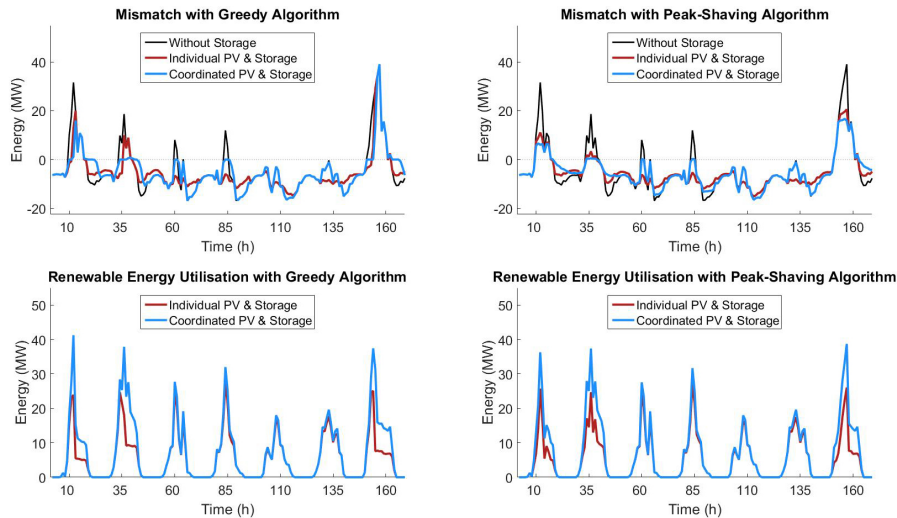 Mismatch with Greedy Algorithm
Without Storage
Individual PV & Storage
Coordinated PV & Storage
Energy (MW)
40
20
0
-20
10 35 60 85 110 135 160
Time (h)
Mismatch with Peak-Shaving Algorithm
Without Storage
Individual PV & Storage
Coordinated PV & Storage
Energy (MW)
40
20
0
-20
10 35 60 85 110 135 160
Time (h)
Renewable Energy Utilisation with Greedy Algorithm
Individual PV & Storage
Coordinated PV & Storage
Energy (MW)
50
40
30
20
10
0
10 35 60 85 110 135 160
Time (h)
Renewable Energy Utilisation with Peak-Shaving Algorithm
Individual PV & Storage
Coordinated PV & Storage
Energy (MW)
50
40
30
20
10
0
10 35 60 85 110 135 160
Time (h)